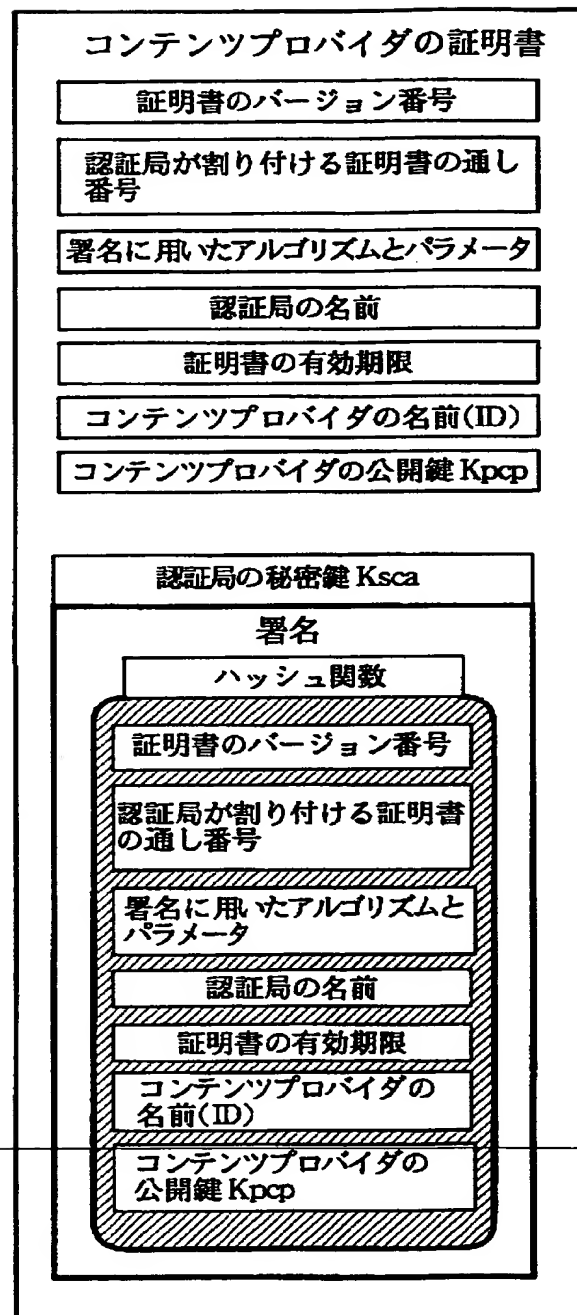 コンテンツプロバイダの証明書
証明書のバージョン番号
認証局が割り付ける証明書の通し
番号
署名に用いたアルゴリズムとパラメータ
認証局の名前
証明書の有効期限
コンテンツプロバイダの名前(ID)
コンテンツプロバイダの公開鍵 Kpcp
認証局の秘密鍵 Ksca
署名
ハッシュ関数
証明書のバージョン番号
認証局が割り付ける証明書
の通し番号
署名に用いたアルゴリズムと
パラメータ
認証局の名前
証明書の有効期限
コンテンツプロバイダの
名前(ID)
コンテンツプロバイダの
公開鍵 Kpcp